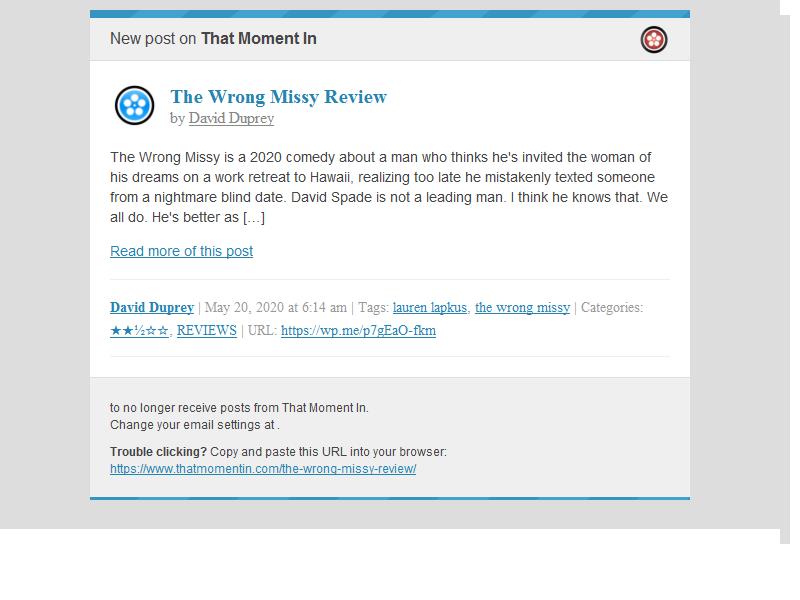 New post on That Moment In
The Wrong Missy Review
by David Duprey
The Wrong Missy is a 2020 comedy about a man who thinks he's invited the woman of
his dreams on a work retreat to Hawaii, realizing too late he mistakenly texted someone
from a nightmare blind date. David Spade is not a leading man. I think he knows that. We
all do. He's better as […]
Read more of this post
David Duprey | May 20, 2020 at 6:14 am | Tags: lauren lapkus, the wrong missy | Categories:
★★½☆☆, REVIEWS | URL: https://wp.me/p7gEaO-fkm
to no longer receive posts from That Moment In.
Change your email settings at .
Trouble clicking? Copy and paste this URL into your browser:
https://www.thatmomentin.com/the-wrong-missy-review/